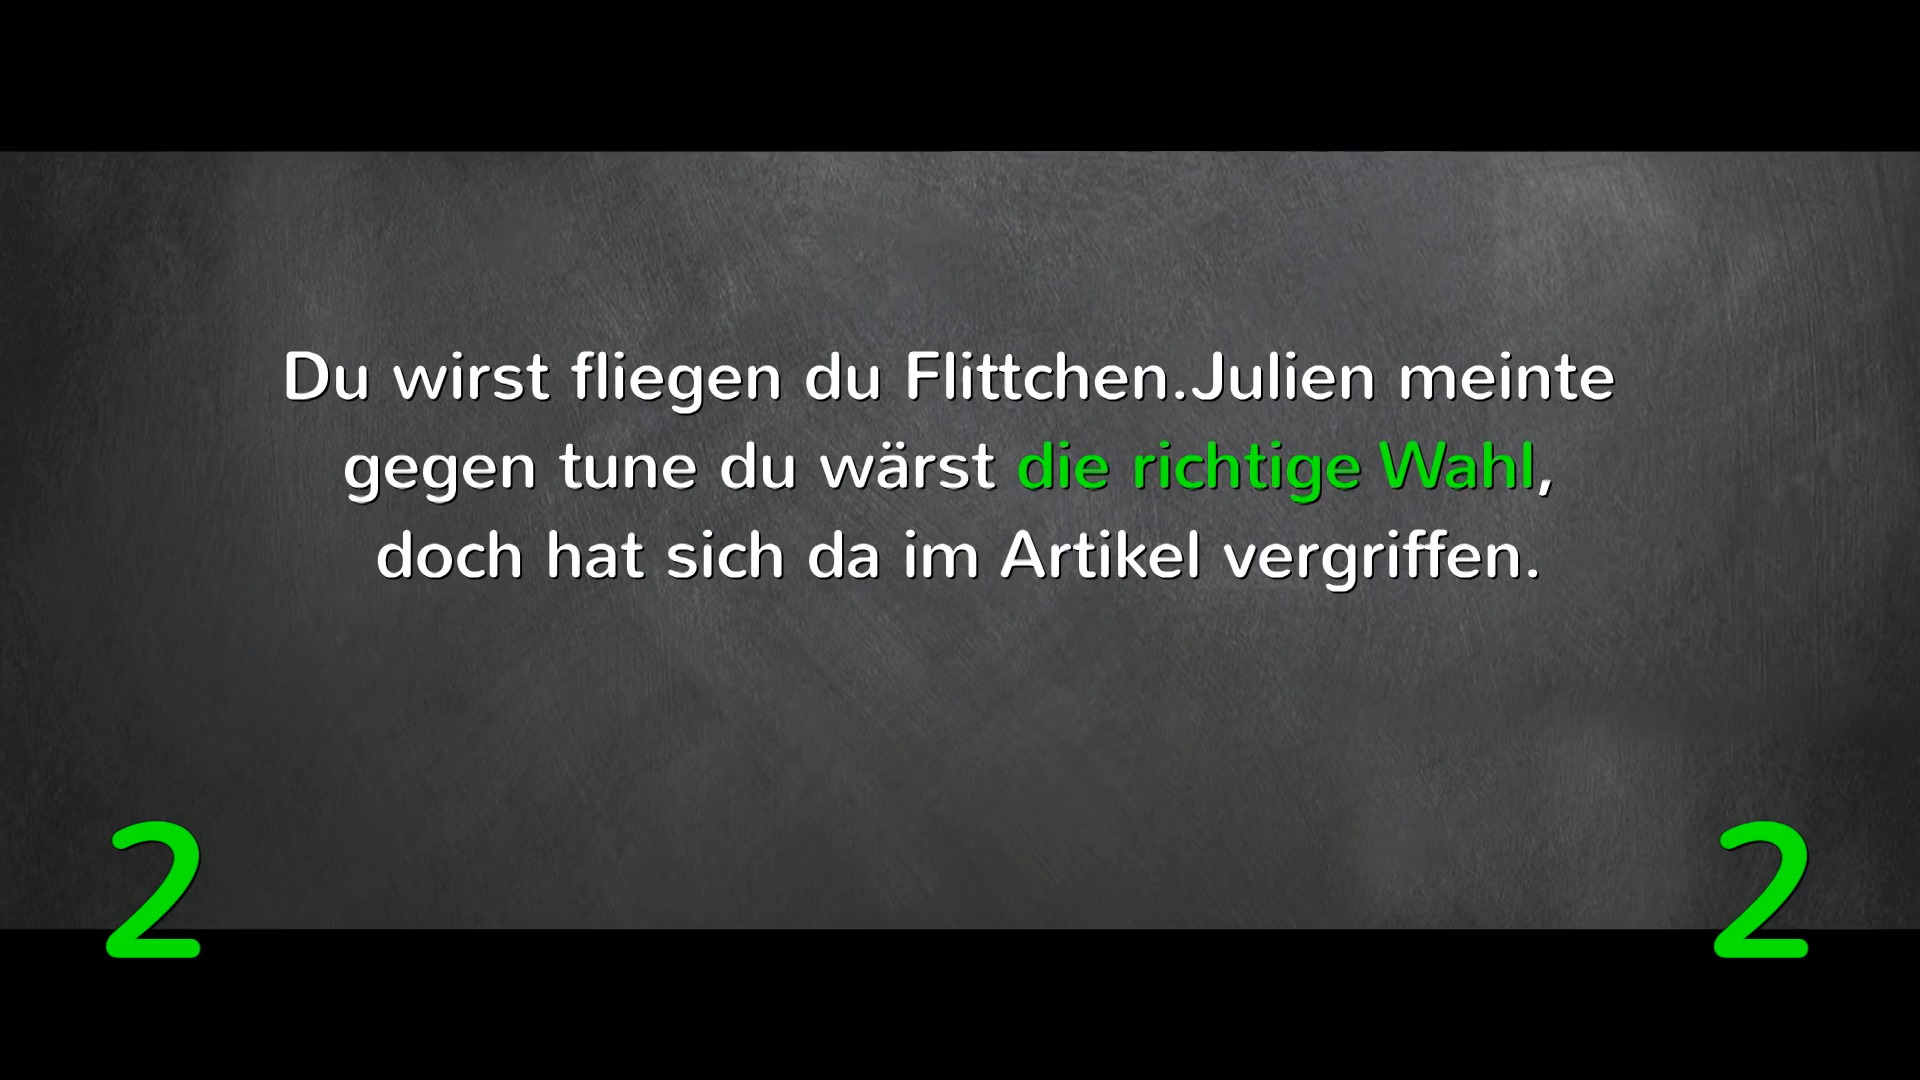 Du wirst fliegen du Flittchen.Julien meinte
gegen tune du wärst die richtige Wahl,
doch hat sich da im Artikel vergriffen.
2 2